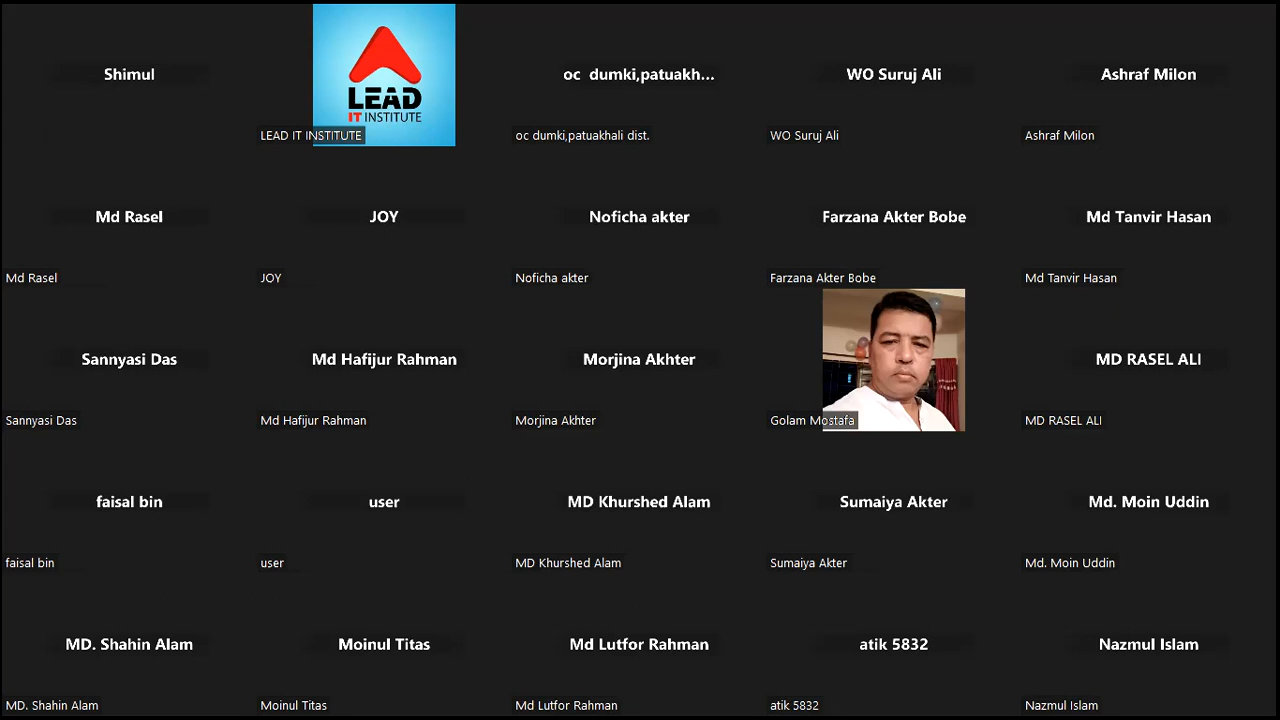 Shimul
LEAD
IT INSTITUTE
LEAD IT INSTITUTE
oc dumki,patuakh...
oc dumki,patuakhali dist.
WO Suruj Ali
WO Suruj Ali
Ashraf Milon
Ashraf Milon
Md Rasel
Md Rasel
JOY
JOY
Noficha akter
Noficha akter
Farzana Akter Bobe
Farzana Akter Bobe
Md Tanvir Hasan
Md Tanvir Hasan
Sannyasi Das
Sannyasi Das
Md Hafijur Rahman
Md Hafijur Rahman
Morjina Akhter
Morjina Akhter
Golam Mostafa
MD RASEL ALI
MD RASEL ALI
faisal bin
faisal bin
user
user
MD Khurshed Alam
MD Khurshed Alam
Sumaiya Akter
Sumaiya Akter
Md. Moin Uddin
Md. Moin Uddin
MD. Shahin Alam
MD. Shahin Alam
Moinul Titas
Moinul Titas
Md Lutfor Rahman
Md Lutfor Rahman
atik 5832
atik 5832
Nazmul Islam
Nazmul Islam